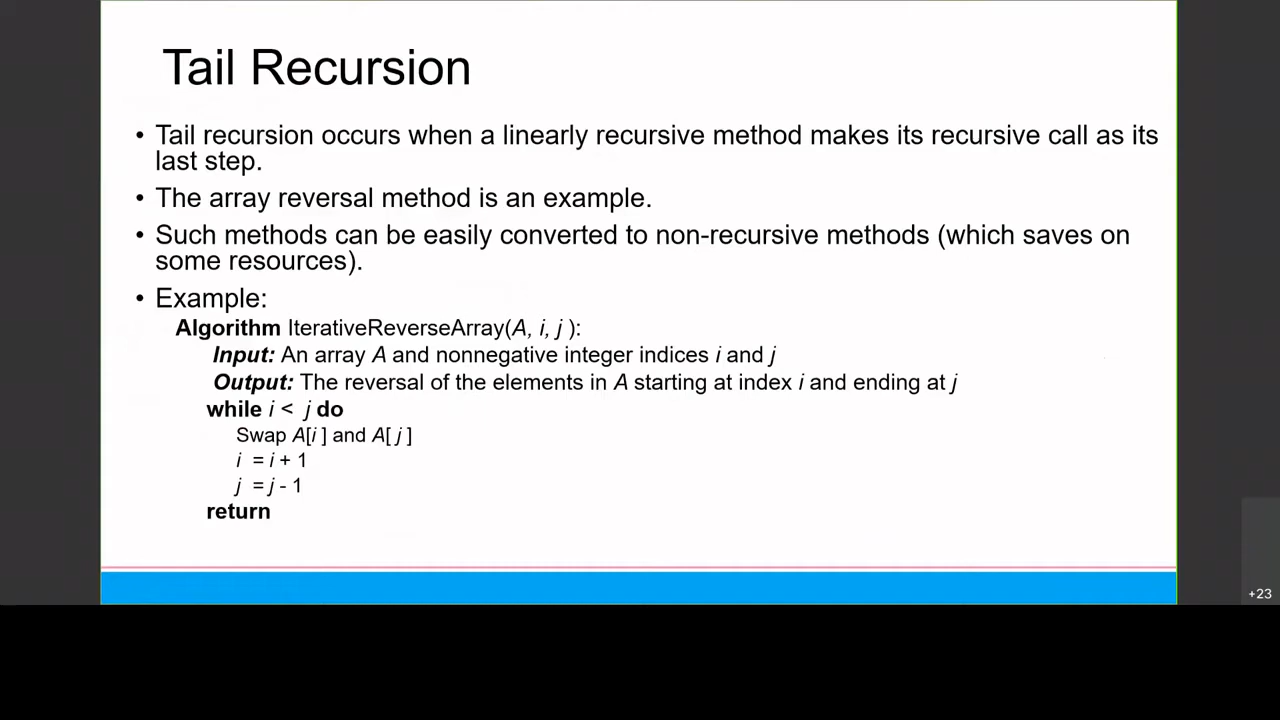 Tail Recursion
• Tail recursion occurs when a linearly recursive method makes its recursive call as its
last step.
• The array reversal method is an example.
• Such methods can be easily converted to non-recursive methods (which saves on
some resources).
• Example:
Algorithm IterativeReverseArray(A, i, j ):
Input: An array A and nonnegative integer indices i and j
Output: The reversal of the elements in A starting at index i and ending at j
while i < j do
Swap A[i ] and A[ j ]
i = i + 1
j = j - 1
return
+23